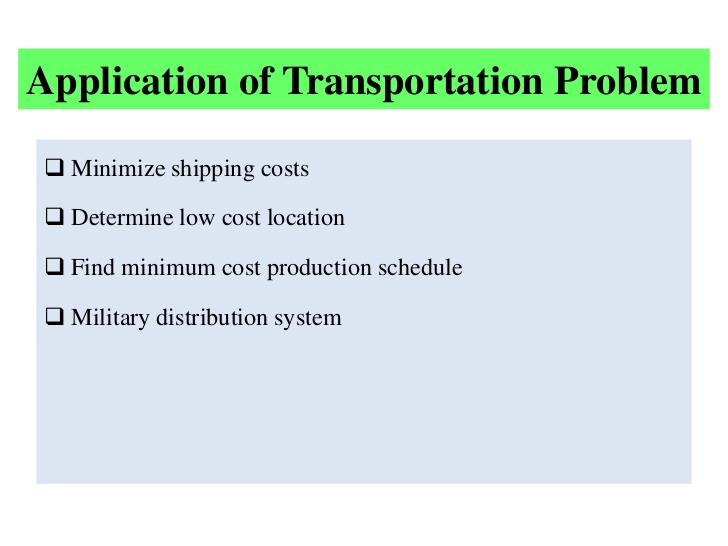 Application of Transportation Problem
❑ Minimize shipping costs
❑ Determine low cost location
❑ Find minimum cost production schedule
❑ Military distribution system